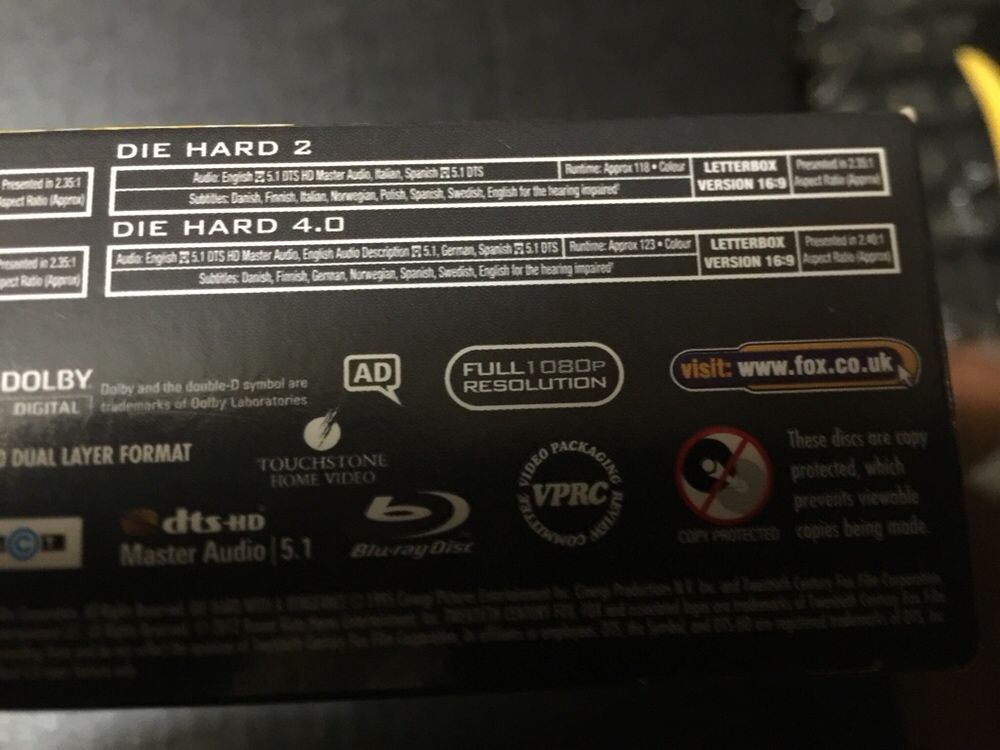 DIE HARD 2
Audio: English 5.1 DTS HD Master Audio, Italian, Spanish 5.1 DTS
Runtime: Approx 118 • Colour
LETTERBOX
VERSION 16:9
Presented in 2.35:1
Aspect Ratio (Approx)
Presented in 2.35:1
Aspect Ratio (Approx)
Subtitles: Danish, Finnish, Italian, Norwegian, Polish, Spanish, Swedish, English for the hearing impaired
DIE HARD 4.0
Audio: English 5.1 DTS HD Master Audio, English Audio Description 5.1, German, Spanish 5.1 DTS
Runtime: Approx 123 • Colour
LETTERBOX
VERSION 16:9
Presented in 2.40:1
Aspect Ratio (Approx)
Presented in 2.35:1
Aspect Ratio (Approx)
Subtitles: Danish, Finnish, German, Norwegian, Spanish, Swedish, English for the hearing impaired
DOLBY
DIGITAL
Dolby and the double-D symbol are
trademarks of Dolby Laboratories
AD
FULL 1080P
RESOLUTION
visit: www.fox.co.uk
DUAL LAYER FORMAT
TOUCHSTONE
HOME VIDEO
VIDEO PACKAGING REVIEW COMMITTEE
VPRC
COPY PROTECTED
These discs are copy
protected, which
prevents viewable
copies being made.
dts-HD
Master Audio 5.1
Blu-ray Disc